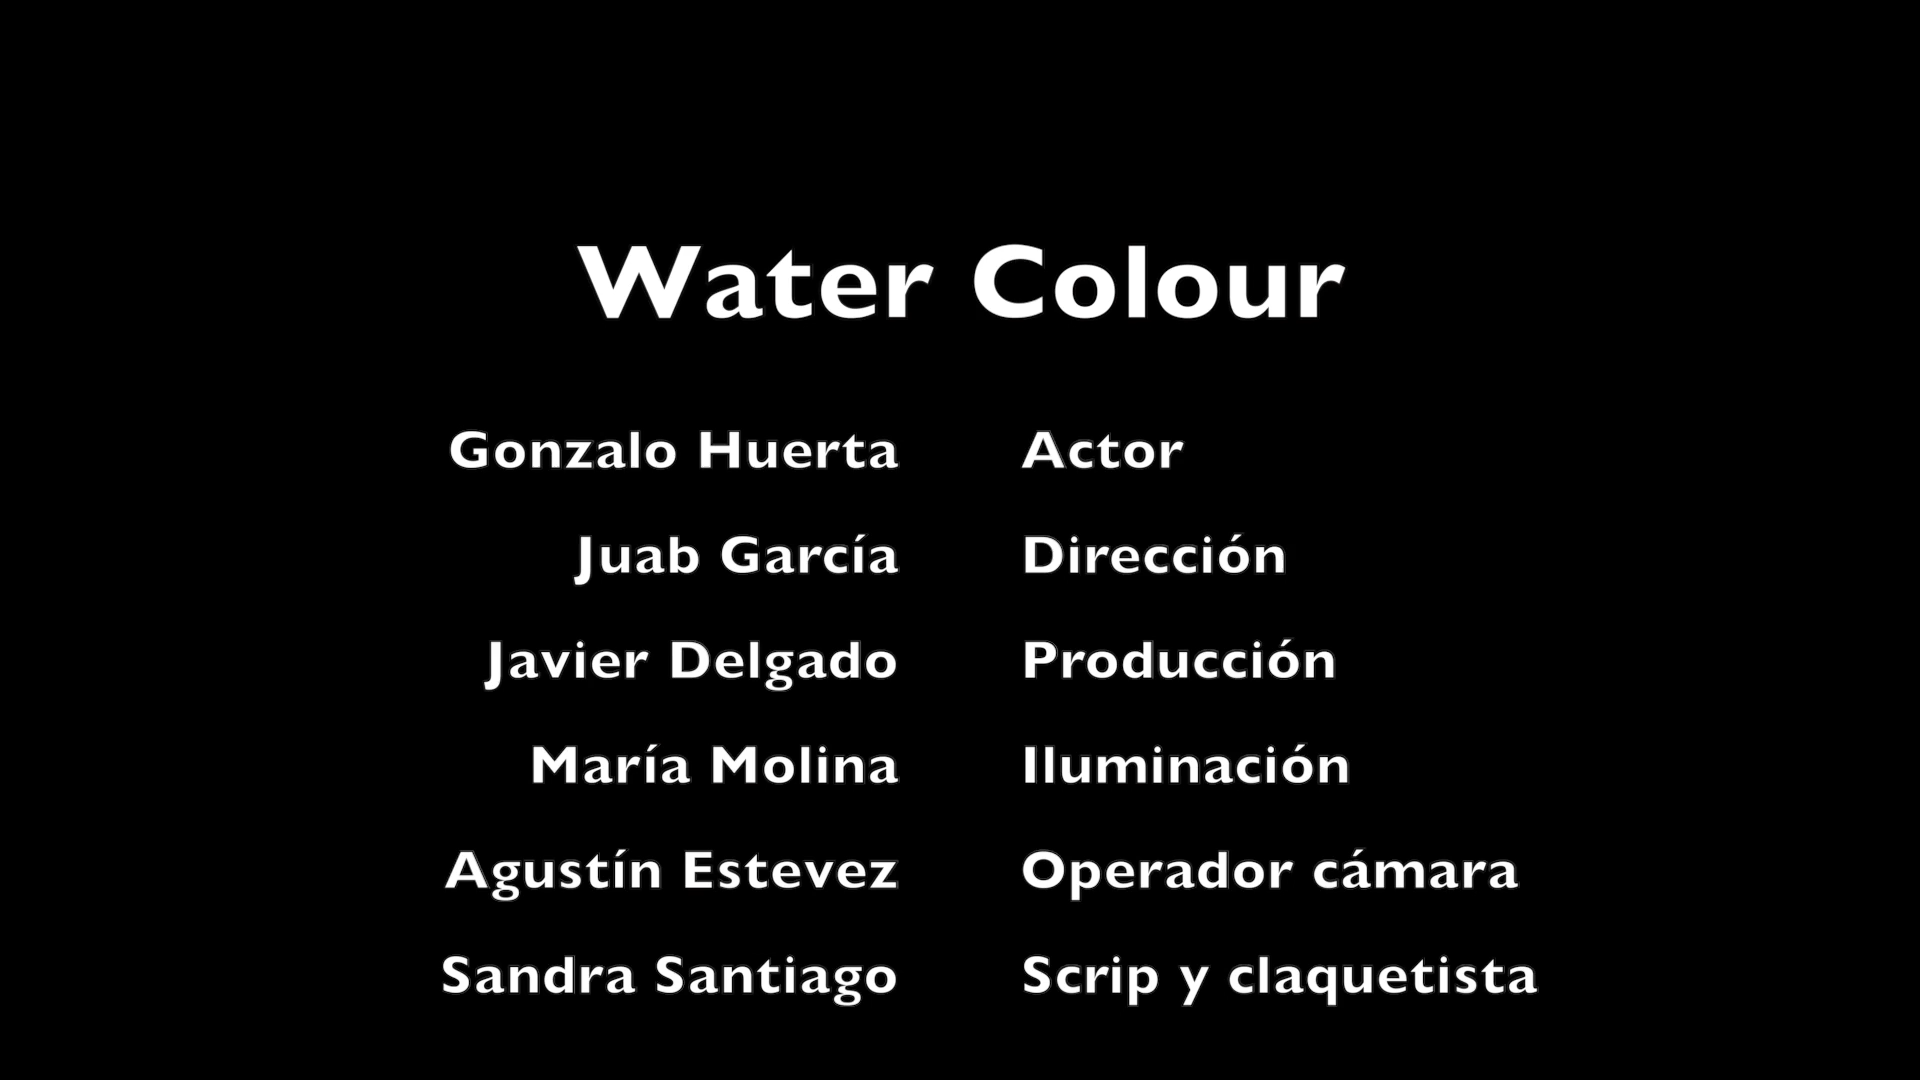 Water Colour
Gonzalo Huerta Actor
Juab García Dirección
Javier Delgado Producción
María Molina Iluminación
Agustín Estevez Operador cámara
Sandra Santiago Scrip y claquetista